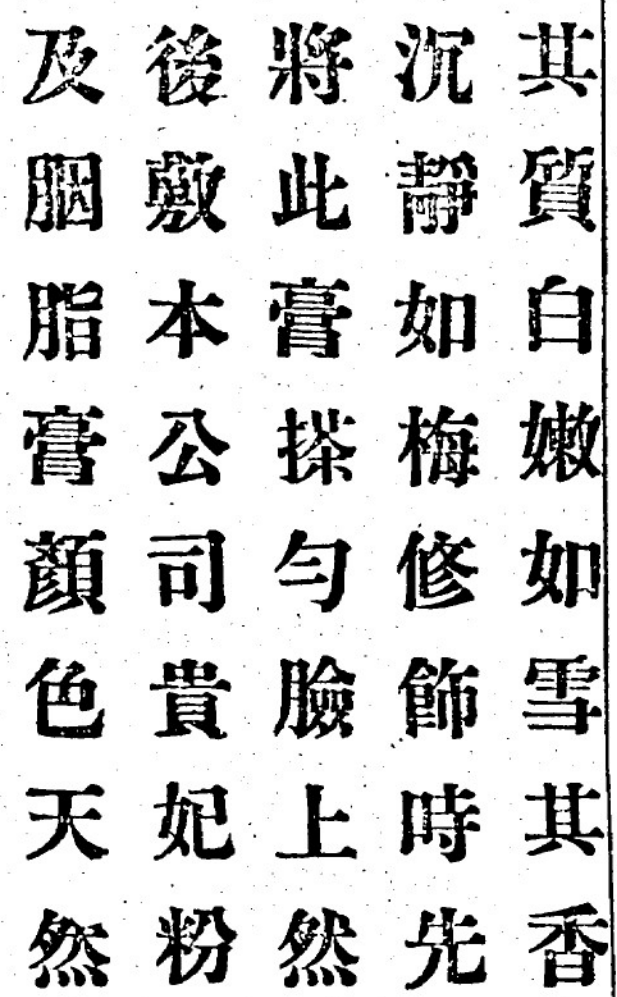 其質白嫩如雪其香
沉靜如梅修飾時先
將此膏搽勻臉上然
後敷本公司貴妃粉
及胭脂膏顏色天然